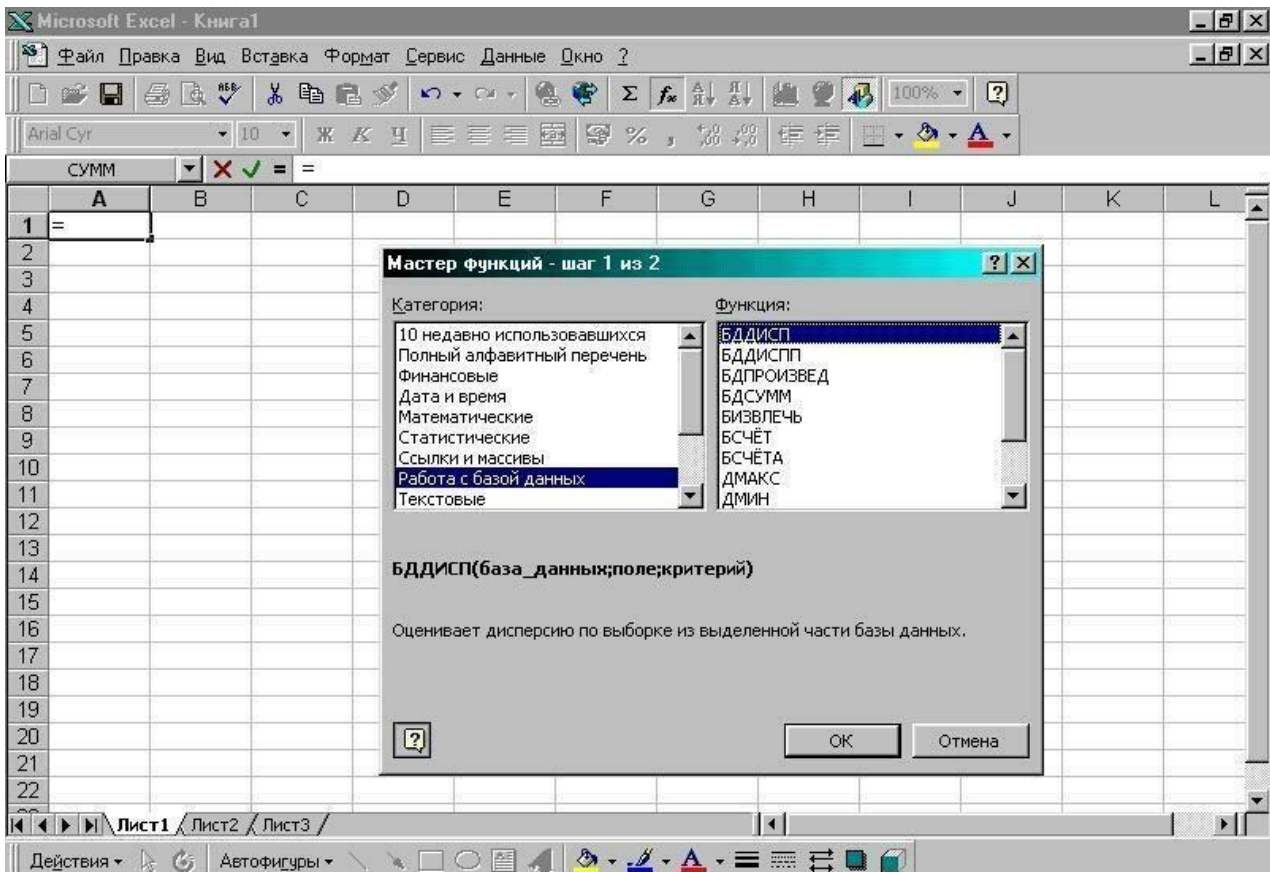 Microsoft Excel - Книга1
Файл Правка Вид Вставка Формат Сервис Данные Окно ?
100%
Arial Cyr 10 Ж К Ч % ,
СУММ = =
A B C D E F G H I J K L
1 =
2
Мастер функций - шаг 1 из 2
3
4 Категория: Функция:
5 10 недавно использовавшихся БДДИСП
6 Полный алфавитный перечень БДДИСПП
Финансовые БДПРОИЗВЕД
7
Дата и время БДСУММ
8 Математические БИЗВЛЕЧЬ
9 Статистические БСЧЁТ
Ссылки и массивы БСЧЁТА
10
Работа с базой данных ДМАКС
11 Текстовые ДМИН
12
13
14 БДДИСП(база_данных;поле;критерий)
15
16 Оценивает дисперсию по выборке из выделенной части базы данных.
17
18
19
20 ОК Отмена
21
22
Лист1 Лист2 Лист3
Действия Автофигуры